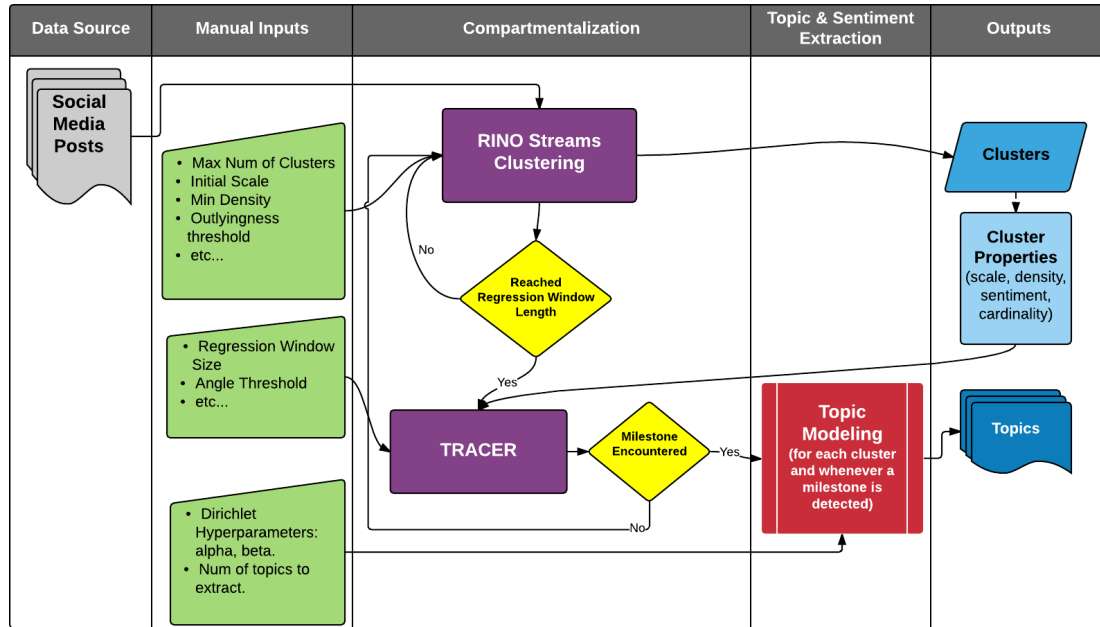 Data Source
Manual Inputs
Compartmentalization
Topic & Sentiment
Extraction
Outputs
Social
Media
Posts
• Max Num of Clusters
• Initial Scale
• Min Density
• Outlyingness
threshold
• etc...
RINO Streams
Clustering
Clusters
No
Reached
Regression Window
Length
Cluster
Properties
(scale, density,
sentiment,
cardinality)
• Regression Window
Size
• Angle Threshold
• etc...
Yes
TRACER
Milestone
Encountered
Yes
No
Topic
Modeling
(for each cluster
and whenever a
milestone is
detected)
Topics
• Dirichlet
Hyperparameters:
alpha, beta.
• Num of topics to
extract.